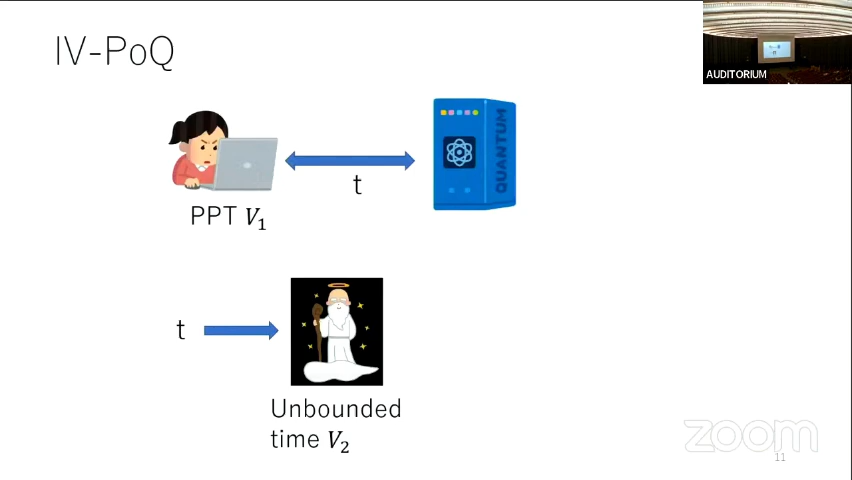 IV-PoQ
AUDITORIUM
QUANTUM
t
PPT V₁
t
Unbounded
time V₂
zoom
11